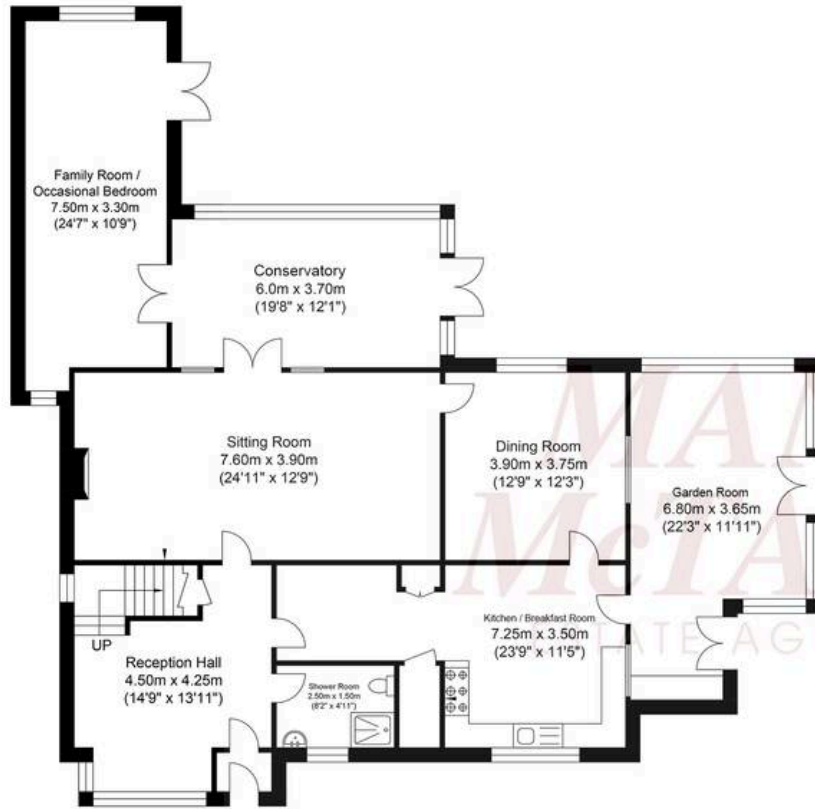 Family Room /
Occasional Bedroom
7.50m x 3.30m
(24'7" x 10'9")
Conservatory
6.0m x 3.70m
(19'8" x 12'1")
Sitting Room
7.60m x 3.90m
(24'11" x 12'9")
Dining Room
3.90m x 3.75m
(12'9" x 12'3")
Garden Room
6.80m x 3.65m
(22'3" x 11'11")
UP
Reception Hall
4.50m x 4.25m
(14'9" x 13'11")
Shower Room
2.50m x 1.50m
(8'2" x 4'11")
Kitchen / Breakfast Room
7.25m x 3.50m
(23'9" x 11'5")